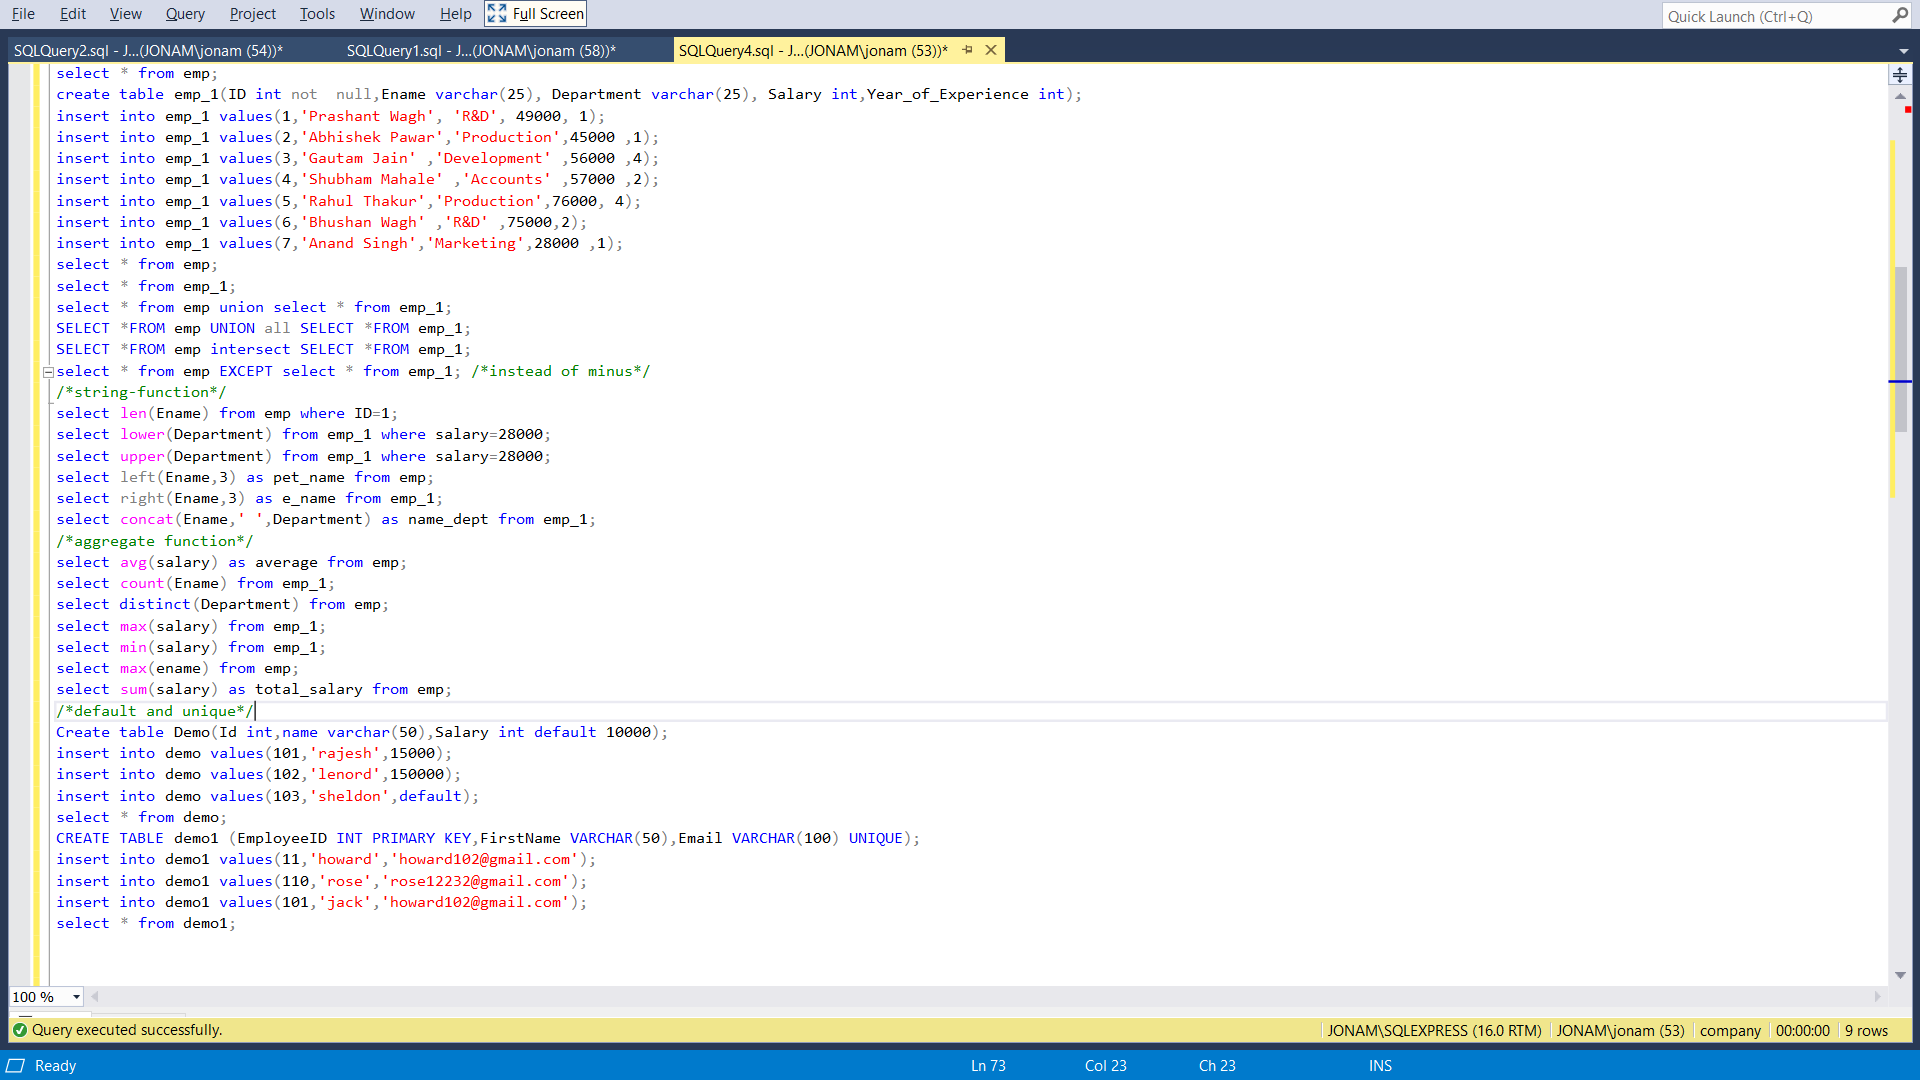 File Edit View Query Project Tools Window Help Full Screen
Quick Launch (Ctrl+Q)
SQLQuery2.sql - J...(JONAM\jonam (54))* SQLQuery1.sql - J...(JONAM\jonam (58))* SQLQuery4.sql - J...(JONAM\jonam (53))*
select * from emp;
create table emp_1(ID int not  null,Ename varchar(25), Department varchar(25), Salary int,Year_of_Experience int);
insert into emp_1 values(1,'Prashant Wagh', 'R&D', 49000, 1);
insert into emp_1 values(2,'Abhishek Pawar','Production',45000 ,1);
insert into emp_1 values(3,'Gautam Jain' ,'Development' ,56000 ,4);
insert into emp_1 values(4,'Shubham Mahale' ,'Accounts' ,57000 ,2);
insert into emp_1 values(5,'Rahul Thakur','Production',76000, 4);
insert into emp_1 values(6,'Bhushan Wagh' ,'R&D' ,75000,2);
insert into emp_1 values(7,'Anand Singh','Marketing',28000 ,1);
select * from emp;
select * from emp_1;
select * from emp union select * from emp_1;
SELECT *FROM emp UNION all SELECT *FROM emp_1;
SELECT *FROM emp intersect SELECT *FROM emp_1;
select * from emp EXCEPT select * from emp_1; /*instead of minus*/
/*string-function*/
select len(Ename) from emp where ID=1;
select lower(Department) from emp_1 where salary=28000;
select upper(Department) from emp_1 where salary=28000;
select left(Ename,3) as pet_name from emp;
select right(Ename,3) as e_name from emp_1;
select concat(Ename,' ',Department) as name_dept from emp_1;
/*aggregate function*/
select avg(salary) as average from emp;
select count(Ename) from emp_1;
select distinct(Department) from emp;
select max(salary) from emp_1;
select min(salary) from emp_1;
select max(ename) from emp;
select sum(salary) as total_salary from emp;
/*default and unique*/
Create table Demo(Id int,name varchar(50),Salary int default 10000);
insert into demo values(101,'rajesh',15000);
insert into demo values(102,'lenord',150000);
insert into demo values(103,'sheldon',default);
select * from demo;
CREATE TABLE demo1 (EmployeeID INT PRIMARY KEY,FirstName VARCHAR(50),Email VARCHAR(100) UNIQUE);
insert into demo1 values(11,'howard','howard102@gmail.com');
insert into demo1 values(110,'rose','rose12232@gmail.com');
insert into demo1 values(101,'jack','howard102@gmail.com');
select * from demo1;
100 %
Query executed successfully. JONAM\SQLEXPRESS (16.0 RTM) JONAM\jonam (53) company 00:00:00 9 rows
Ready Ln 73 Col 23 Ch 23 INS